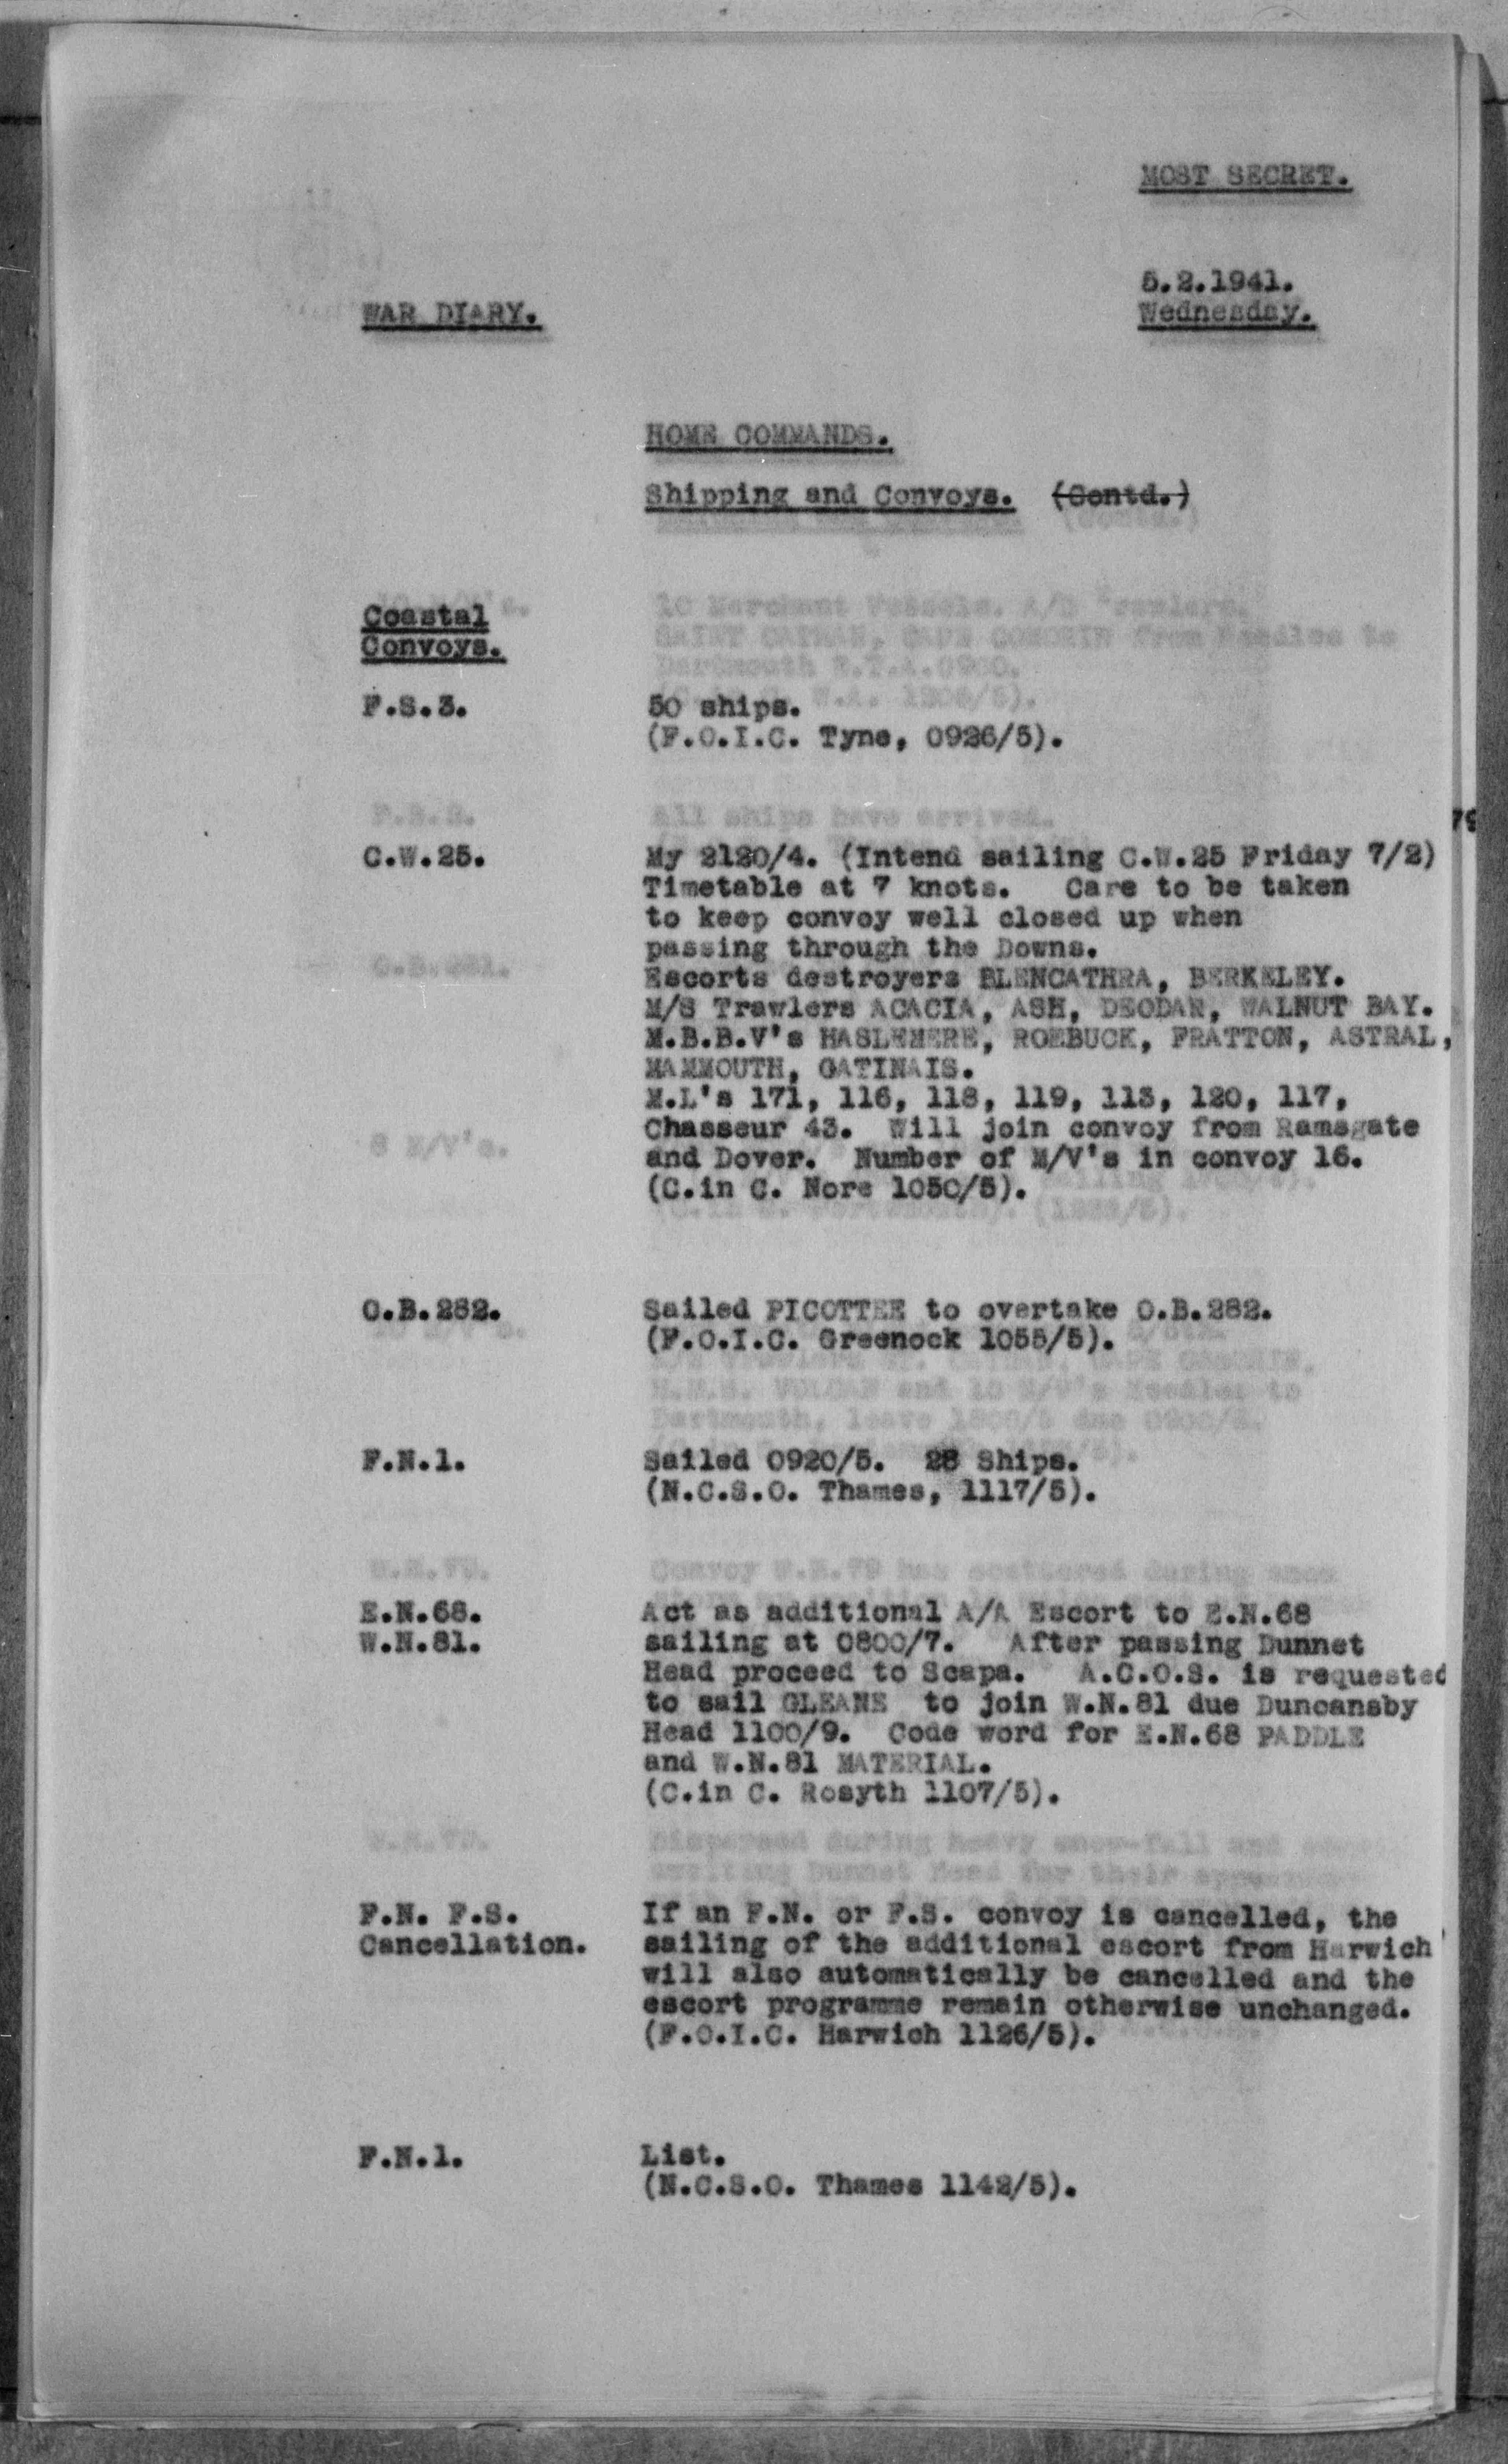 MOST SECRET.
5.2.1941.
WAR DIARY.
Wednesday.
HOME COMMANDS.
Shipping and Convoys. (Contd.)
Coastal
Convoys.
F.S.3.
50 ships.
(F.O.I.C. Tyne, 0926/5).
C.W.25.
My 2120/4. (Intend sailing C.W.25 Friday 7/2)
Timetable at 7 knots. Care to be taken
to keep convoy well closed up when
passing through the Downs.
Escorts destroyers BLENCATHRA, BERKELEY.
M/S Trawlers ACACIA, ASH, DEODAR, WALNUT BAY.
M.B.B.V's HASLEMERE, ROEBUCK, FRATTON, ASTRAL,
MAMMOUTH, GATINAIS.
M.L's 171, 116, 118, 119, 113, 120, 117,
Chasseur 43. Will join convoy from Ramsgate
and Dover. Number of M/V's in convoy 16.
(C.in C. Nore 1050/5).
O.B.282.
Sailed PICOTTEE to overtake O.B.282.
(F.O.I.C. Greenock 1055/5).
F.N.1.
Sailed 0920/5. 28 Ships.
(N.C.S.O. Thames, 1117/5).
E.N.68.
W.N.81.
Act as additional A/A Escort to E.N.68
sailing at 0800/7. After passing Dunnet
Head proceed to Scapa. A.C.O.S. is requested
to sail GLEANS to join W.N.81 due Duncansby
Head 1100/9. Code word for E.N.68 PADDLE
and W.N.81 MATERIAL.
(C.in C. Rosyth 1107/5).
F.N. F.S.
Cancellation.
If an F.N. or F.S. convoy is cancelled, the
sailing of the additional escort from Harwich
will also automatically be cancelled and the
escort programme remain otherwise unchanged.
(F.O.I.C. Harwich 1126/5).
F.N.1.
List.
(N.C.S.O. Thames 1142/5).